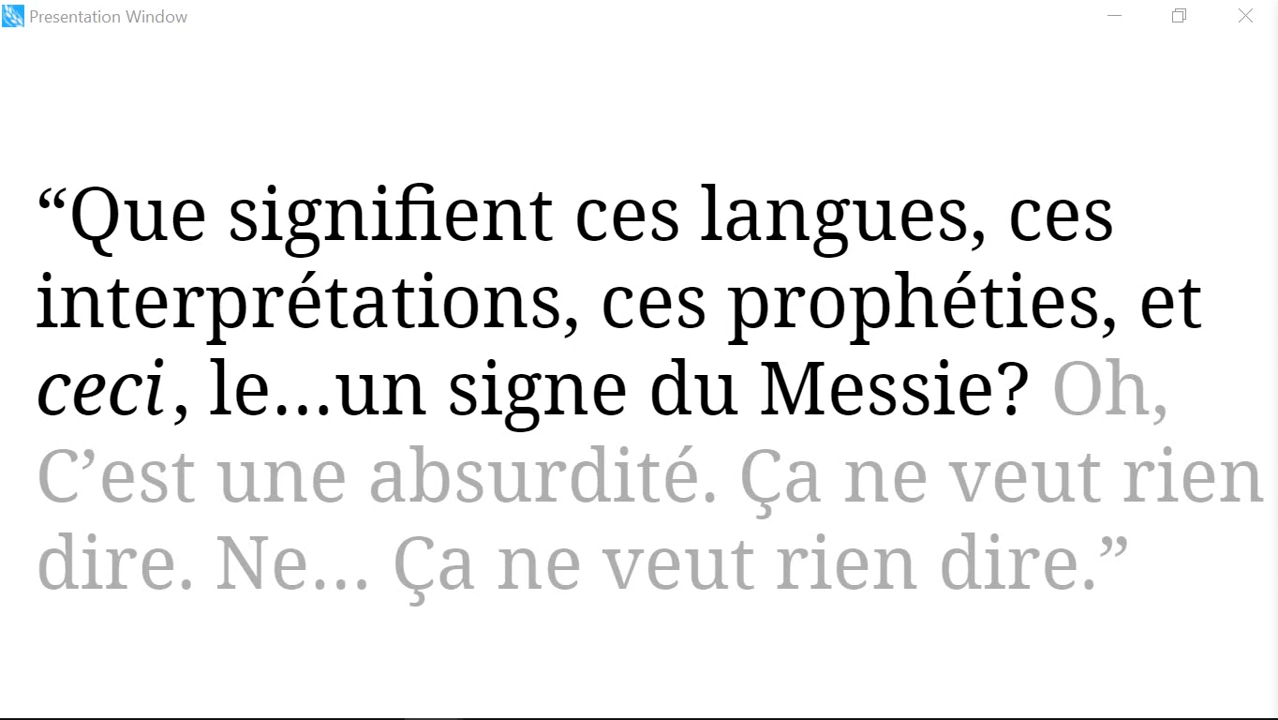 Presentation Window
“Que signifient ces langues, ces
interprétations, ces prophéties, et
ceci, le...un signe du Messie? Oh,
C’est une absurdité. Ça ne veut rien
dire. Ne... Ça ne veut rien dire.”